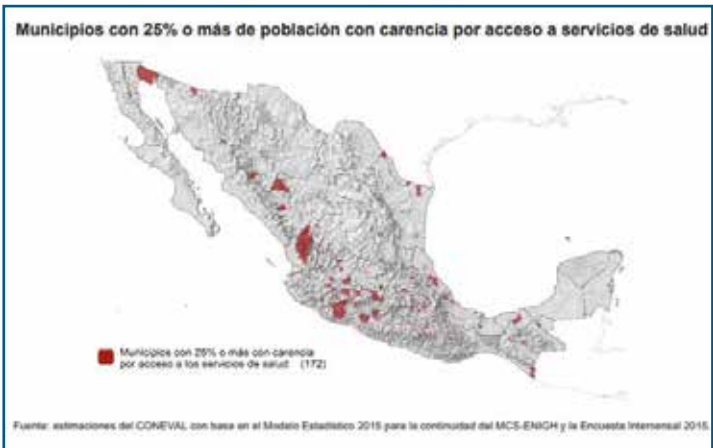 Municipios con 25% o más de población con carencia por acceso a servicios de salud
Municipios con 25% o más con carencia
por acceso a los servicios de salud (172)
Fuente: estimaciones del CONEVAL con base en el Modelo Estadístico 2015 para la continuidad del MCS-ENIGH y la Encuesta Intercensal 2015.